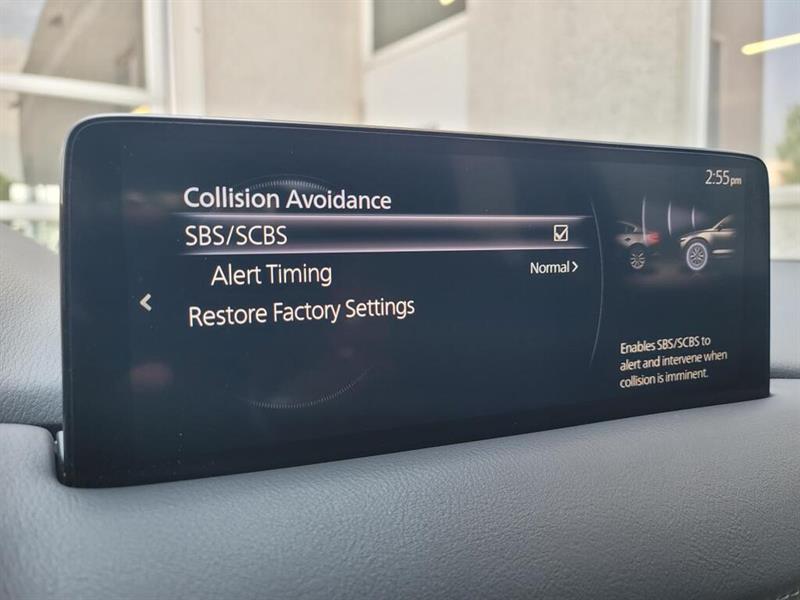 2:55pm
Collision Avoidance
SBS/SCBS
Alert Timing
Normal
Restore Factory Settings
Enables SBS/SCBS to
alert and intervene when
collision is imminent.